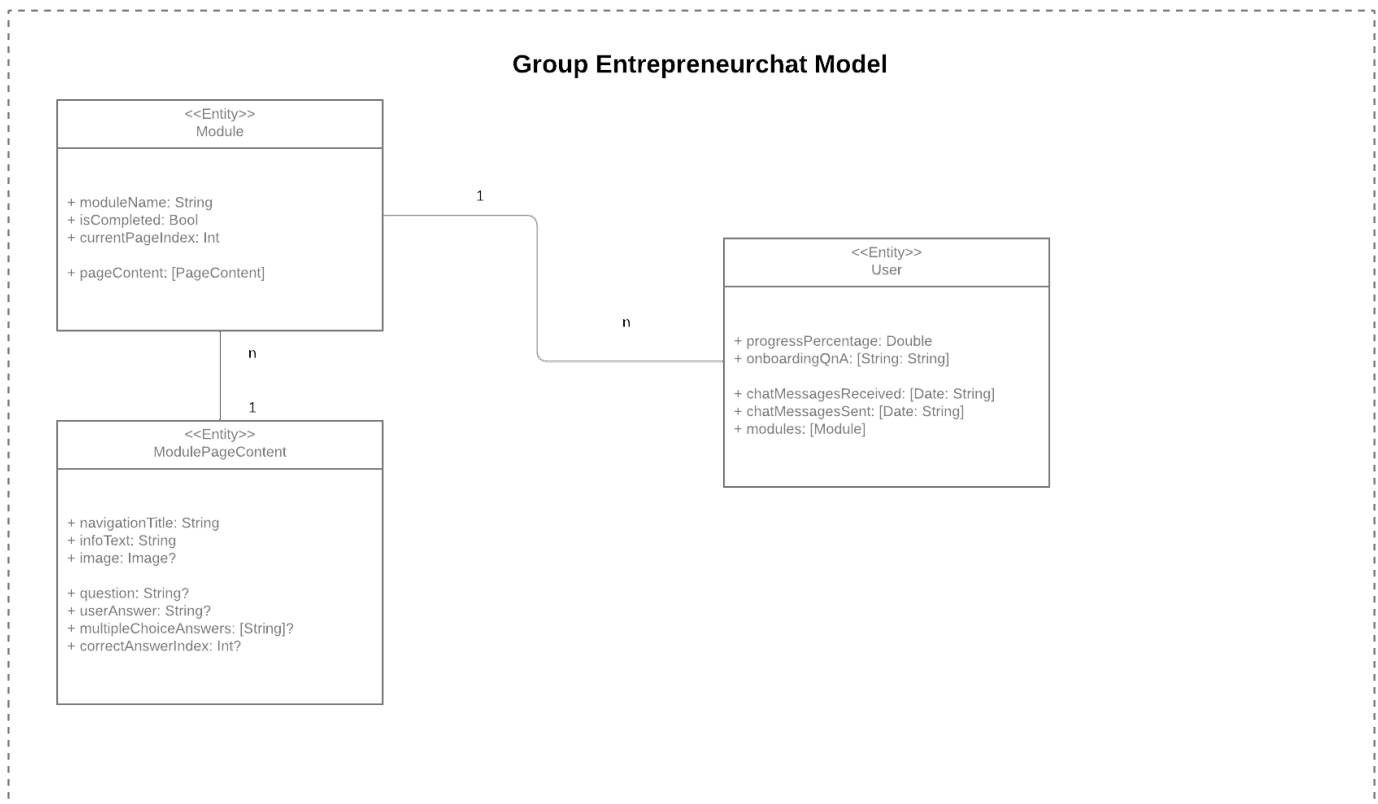 Group Entrepreneurchat Model
<<Entity>>
Module
+ moduleName: String
+ isCompleted: Bool
+ currentPageIndex: Int
+ pageContent: [PageContent]
1
n
<<Entity>>
User
+ progressPercentage: Double
+ onboardingQnA: [String: String]
+ chatMessagesReceived: [Date: String]
+ chatMessagesSent: [Date: String]
+ modules: [Module]
n
1
<<Entity>>
ModulePageContent
+ navigationTitle: String
+ infoText: String
+ image: Image?
+ question: String?
+ userAnswer: String?
+ multipleChoiceAnswers: [String]?
+ correctAnswerIndex: Int?